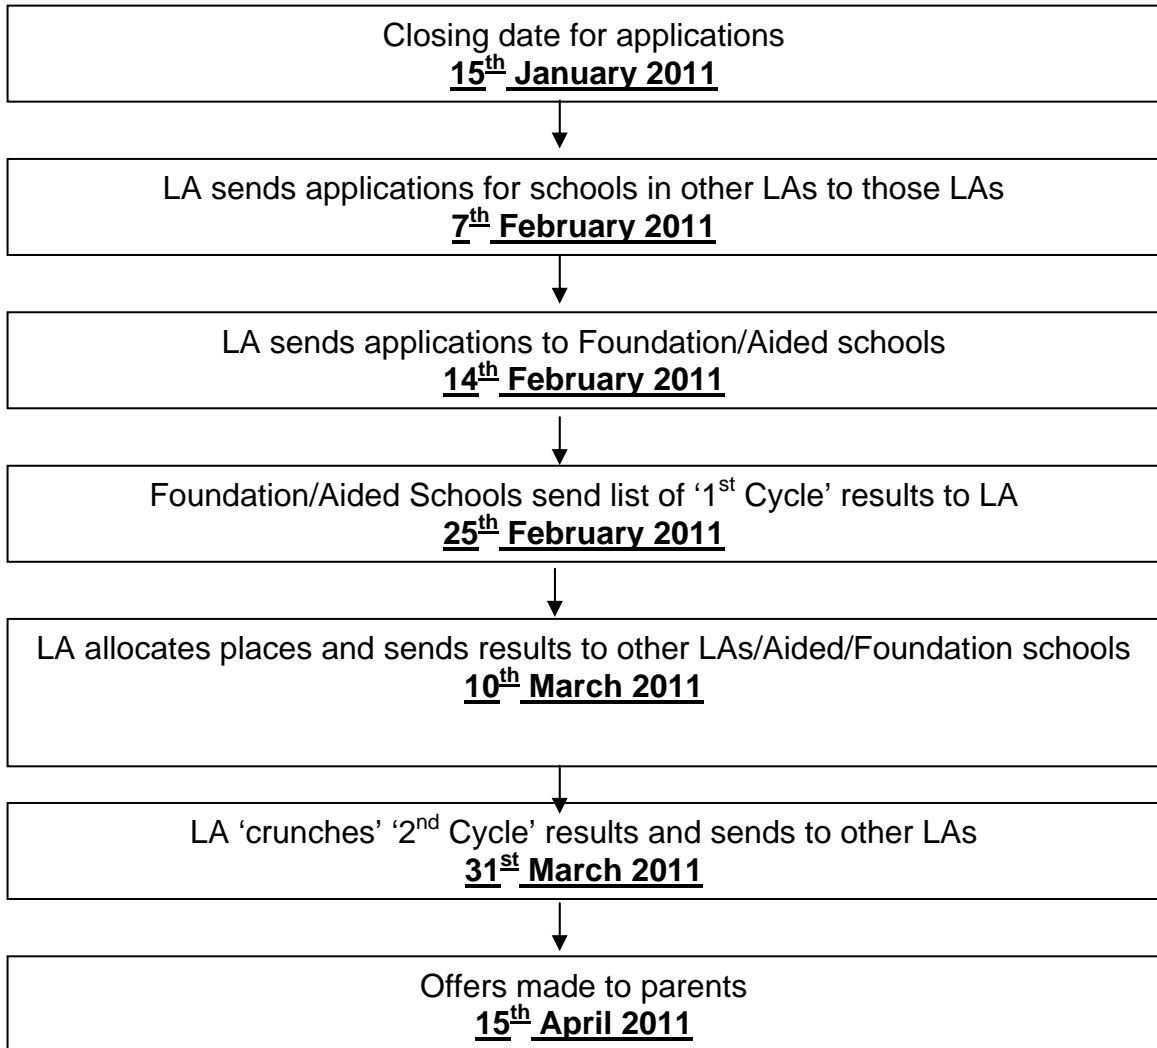 Closing date for applications
15th January 2011
LA sends applications for schools in other LAs to those LAs
7th February 2011
LA sends applications to Foundation/Aided schools
14th February 2011
Foundation/Aided Schools send list of ‘1st Cycle’ results to LA
25th February 2011
LA allocates places and sends results to other LAs/Aided/Foundation schools
10th March 2011
LA ‘crunches’ ‘2nd Cycle’ results and sends to other LAs
31st March 2011
Offers made to parents
15th April 2011